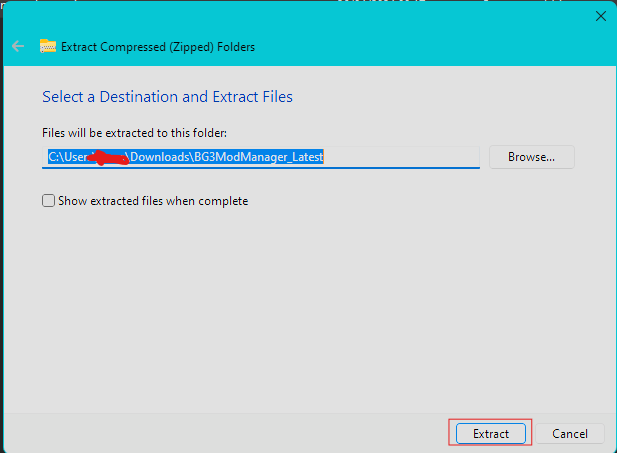 Extract Compressed (Zipped) Folders
Select a Destination and Extract Files
Files will be extracted to this folder:
C:\User \Downloads\BG3ModManager_Latest
Browse...
Show extracted files when complete
Extract
Cancel